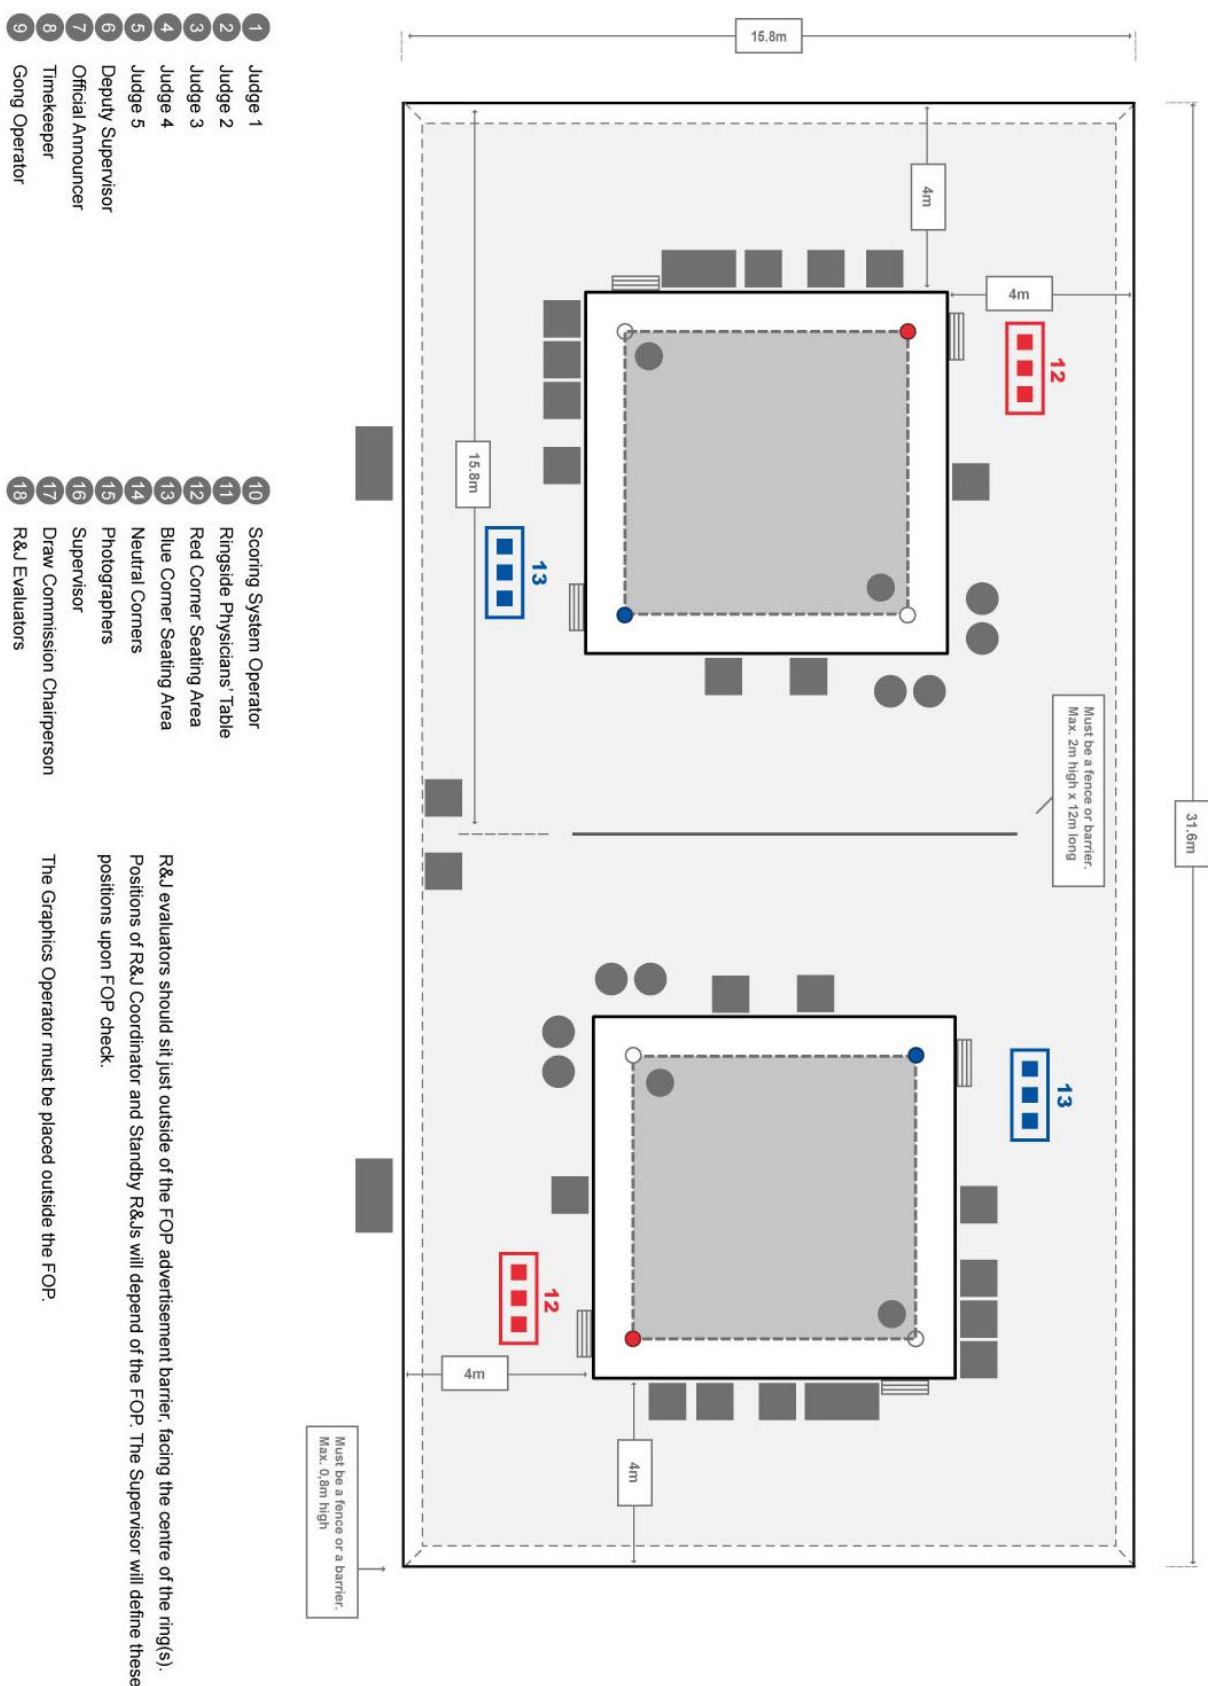 31.6m
12
13
Must be a fence or barrier.
Max. 2m high x 12m long
4m
4m
15.8m
4m
12
13
15.8m
4m
Must be a fence or a barrier.
Max. 0,8m high
1 Judge 1
2 Judge 2
3 Judge 3
4 Judge 4
5 Judge 5
6 Deputy Supervisor
7 Official Announcer
8 Timekeeper
9 Gong Operator
10 Scoring System Operator
11 Ringside Physicians' Table
12 Red Corner Seating Area
13 Blue Corner Seating Area
14 Neutral Corners
15 Photographers
16 Supervisor
17 Draw Commission Chairperson
18 R&J Evaluators
R&J evaluators should sit just outside of the FOP advertisement barrier, facing the centre of the ring(s).
Positions of R&J Coordinator and Standby R&Js will depend of the FOP. The Supervisor will define these
positions upon FOP check.
The Graphics Operator must be placed outside the FOP.